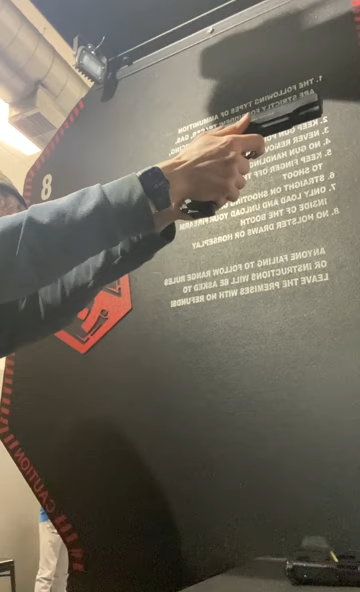 8
1. THE FOLLOWING TYPES OF AMMUNITION
ARE STRICTLY
2. KEEP GUN
3. NEVER
4. NO GUN HANDLING
5. KEEP FINGER OFF
TO SHOOT
6. STRAIGHT ON SHOOTING
7. ONLY LOAD AND UNLOAD YOUR FIREARM
INSIDE OF THE BOOTH
8. NO HOLSTER DRAWS OR HORSEPLAY
ANYONE FAILING TO FOLLOW RANGE RULES
OR INSTRUCTIONS WILL BE ASKED TO
LEAVE THE PREMISES WITH NO REFUNDS!
CAUTION